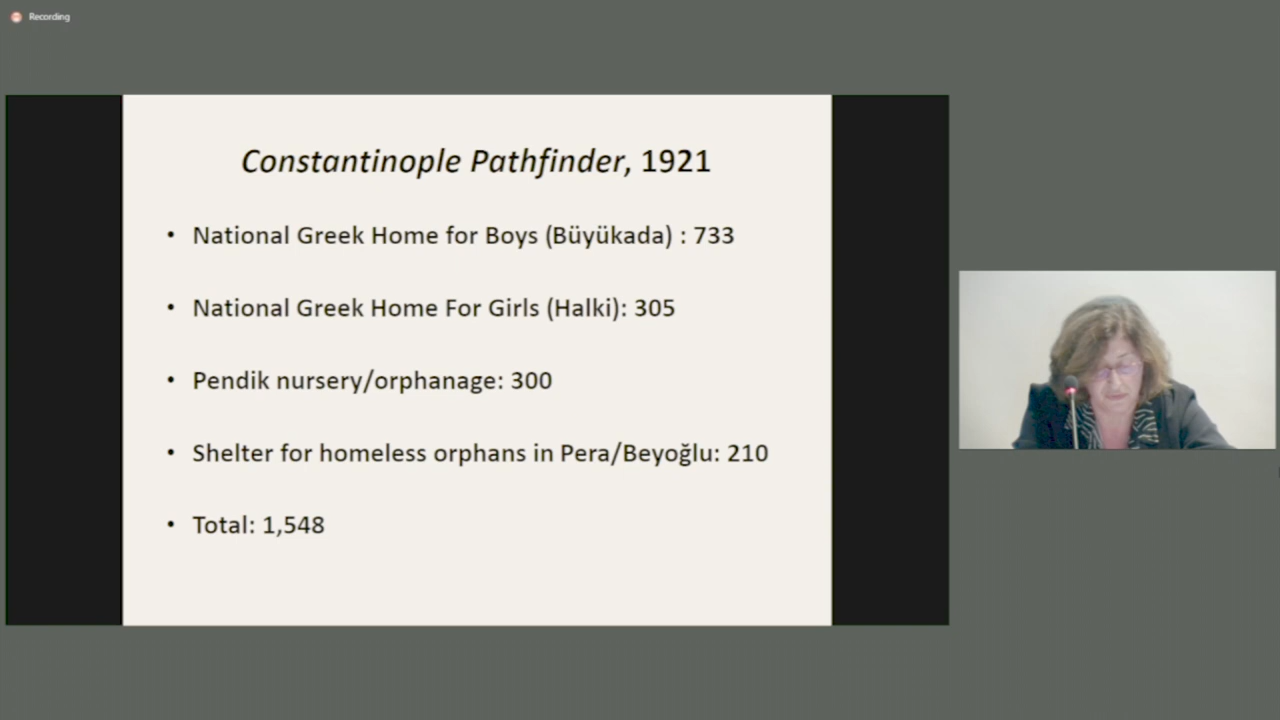 Recording
Constantinople Pathfinder, 1921
• National Greek Home for Boys (Büyükada) : 733
• National Greek Home For Girls (Halki): 305
• Pendik nursery/orphanage: 300
• Shelter for homeless orphans in Pera/Beyoğlu: 210
• Total: 1,548